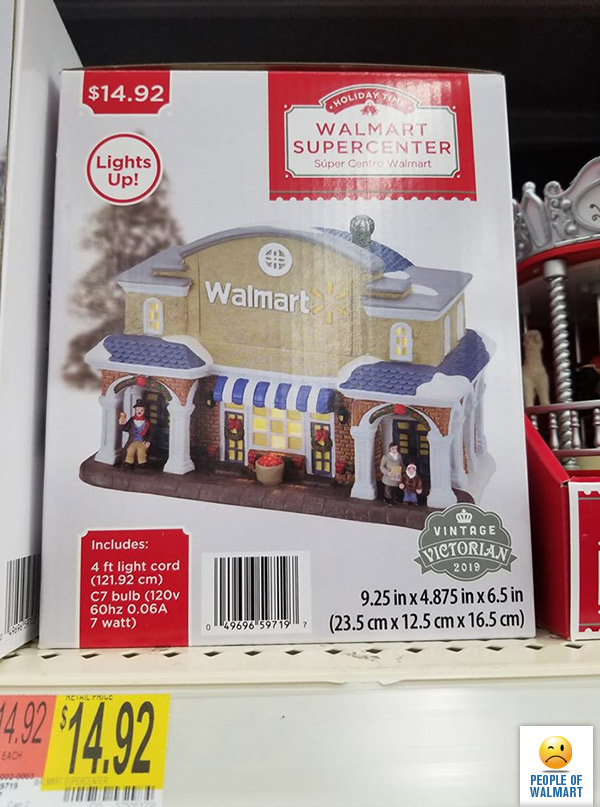 $14.92
HOLIDAY TIME
WALMART
SUPERCENTER
Súper Centro Walmart
Lights
Up!
Walmart
VINTAGE
VICTORIAN
2019
Includes:
4 ft light cord
(121.92 cm)
C7 bulb (120v
60hz 0.06A
7 watt)
0 49696 59719 7
9.25 in x 4.875 in x 6.5 in
(23.5 cm x 12.5 cm x 16.5 cm)
14.92
EACH
9719
RETAIL PRICE
$14.92
PEOPLE OF
WALMART